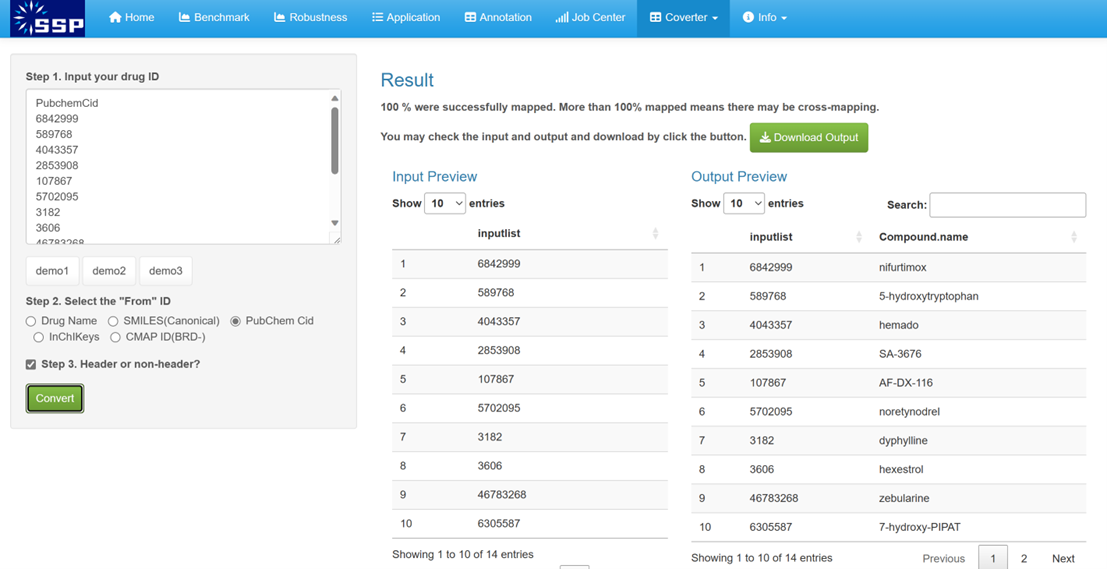 SSP Home Benchmark Robustness Application Annotation Job Center Coverter Info
Step 1. Input your drug ID
PubchemCid
6842999
589768
4043357
2853908
107867
5702095
3182
3606
46783268
demo1 demo2 demo3
Step 2. Select the "From" ID
Drug Name SMILES(Canonical) PubChem Cid
InChIKeys CMAP ID(BRD-)
Step 3. Header or non-header?
Convert
Result
100 % were successfully mapped. More than 100% mapped means there may be cross-mapping.
You may check the input and output and download by click the button. Download Output
Input Preview
Show 10 entries
inputlist
1 6842999
2 589768
3 4043357
4 2853908
5 107867
6 5702095
7 3182
8 3606
9 46783268
10 6305587
Showing 1 to 10 of 14 entries
Output Preview
Show 10 entries Search:
inputlist Compound.name
1 6842999 nifurtimox
2 589768 5-hydroxytryptophan
3 4043357 hemado
4 2853908 SA-3676
5 107867 AF-DX-116
6 5702095 noretynodrel
7 3182 dyphylline
8 3606 hexestrol
9 46783268 zebularine
10 6305587 7-hydroxy-PIPAT
Showing 1 to 10 of 14 entries Previous 1 2 Next